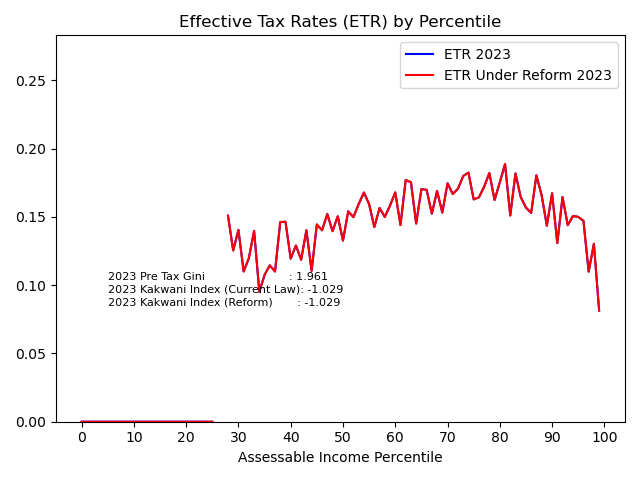 Effective Tax Rates (ETR) by Percentile
ETR 2023
ETR Under Reform 2023
0.25
0.20
0.15
0.10
0.05
0.00
2023 Pre Tax Gini : 1.961
2023 Kakwani Index (Current Law): -1.029
2023 Kakwani Index (Reform) : -1.029
0 10 20 30 40 50 60 70 80 90 100
Assessable Income Percentile